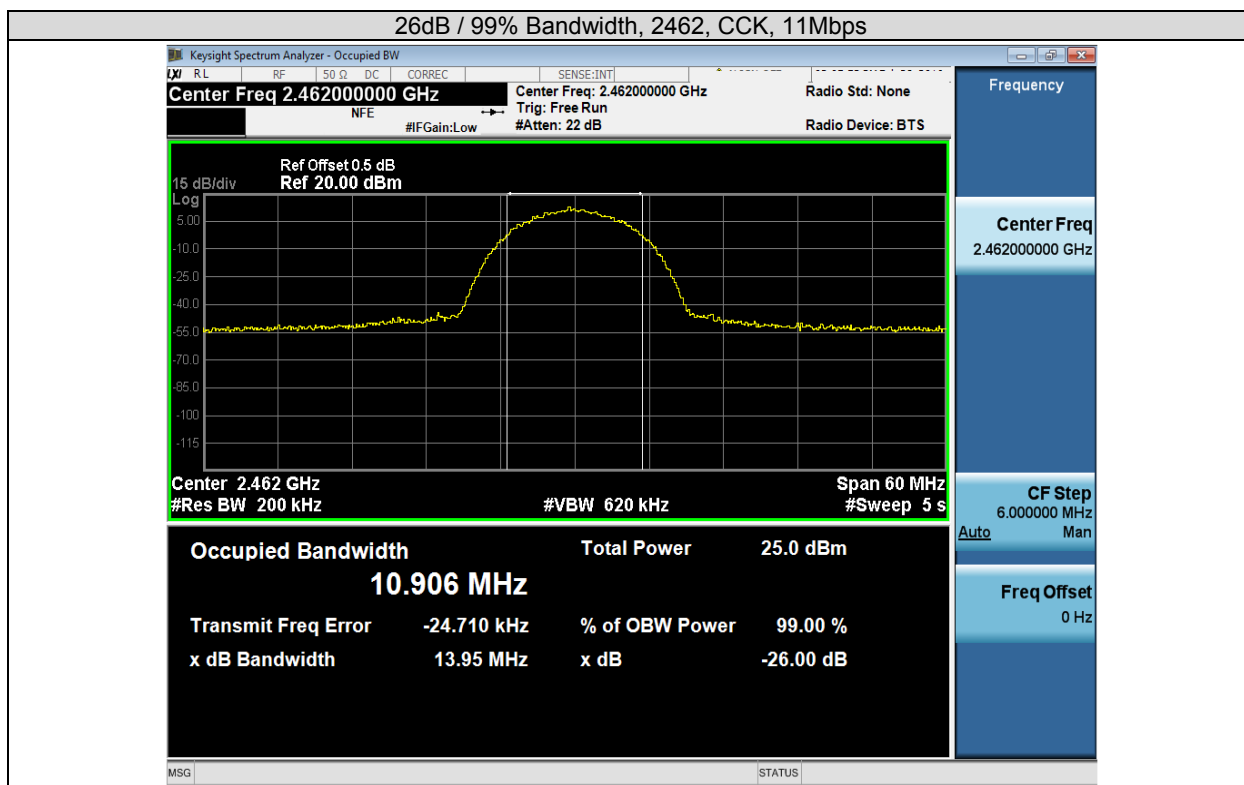 26dB / 99% Bandwidth, 2462, CCK, 11Mbps
Keysight Spectrum Analyzer - Occupied BW
LXI RL RF 50 Ω DC CORREC SENSE:INT
Center Freq 2.462000000 GHz
NFE
#IFGain:Low
Center Freq: 2.462000000 GHz
Trig: Free Run
#Atten: 22 dB
Radio Std: None
Radio Device: BTS
Frequency
Ref Offset 0.5 dB
15 dB/div Ref 20.00 dBm
Log
5.00
-10.0
-25.0
-40.0
-55.0
-70.0
-85.0
-100
-115
Center 2.462 GHz Span 60 MHz
#Res BW 200 kHz #VBW 620 kHz #Sweep 5 s
Center Freq
2.462000000 GHz
CF Step
6.000000 MHz
Auto Man
Freq Offset
0 Hz
Occupied Bandwidth Total Power 25.0 dBm
10.906 MHz
Transmit Freq Error -24.710 kHz % of OBW Power 99.00 %
x dB Bandwidth 13.95 MHz x dB -26.00 dB
MSG STATUS